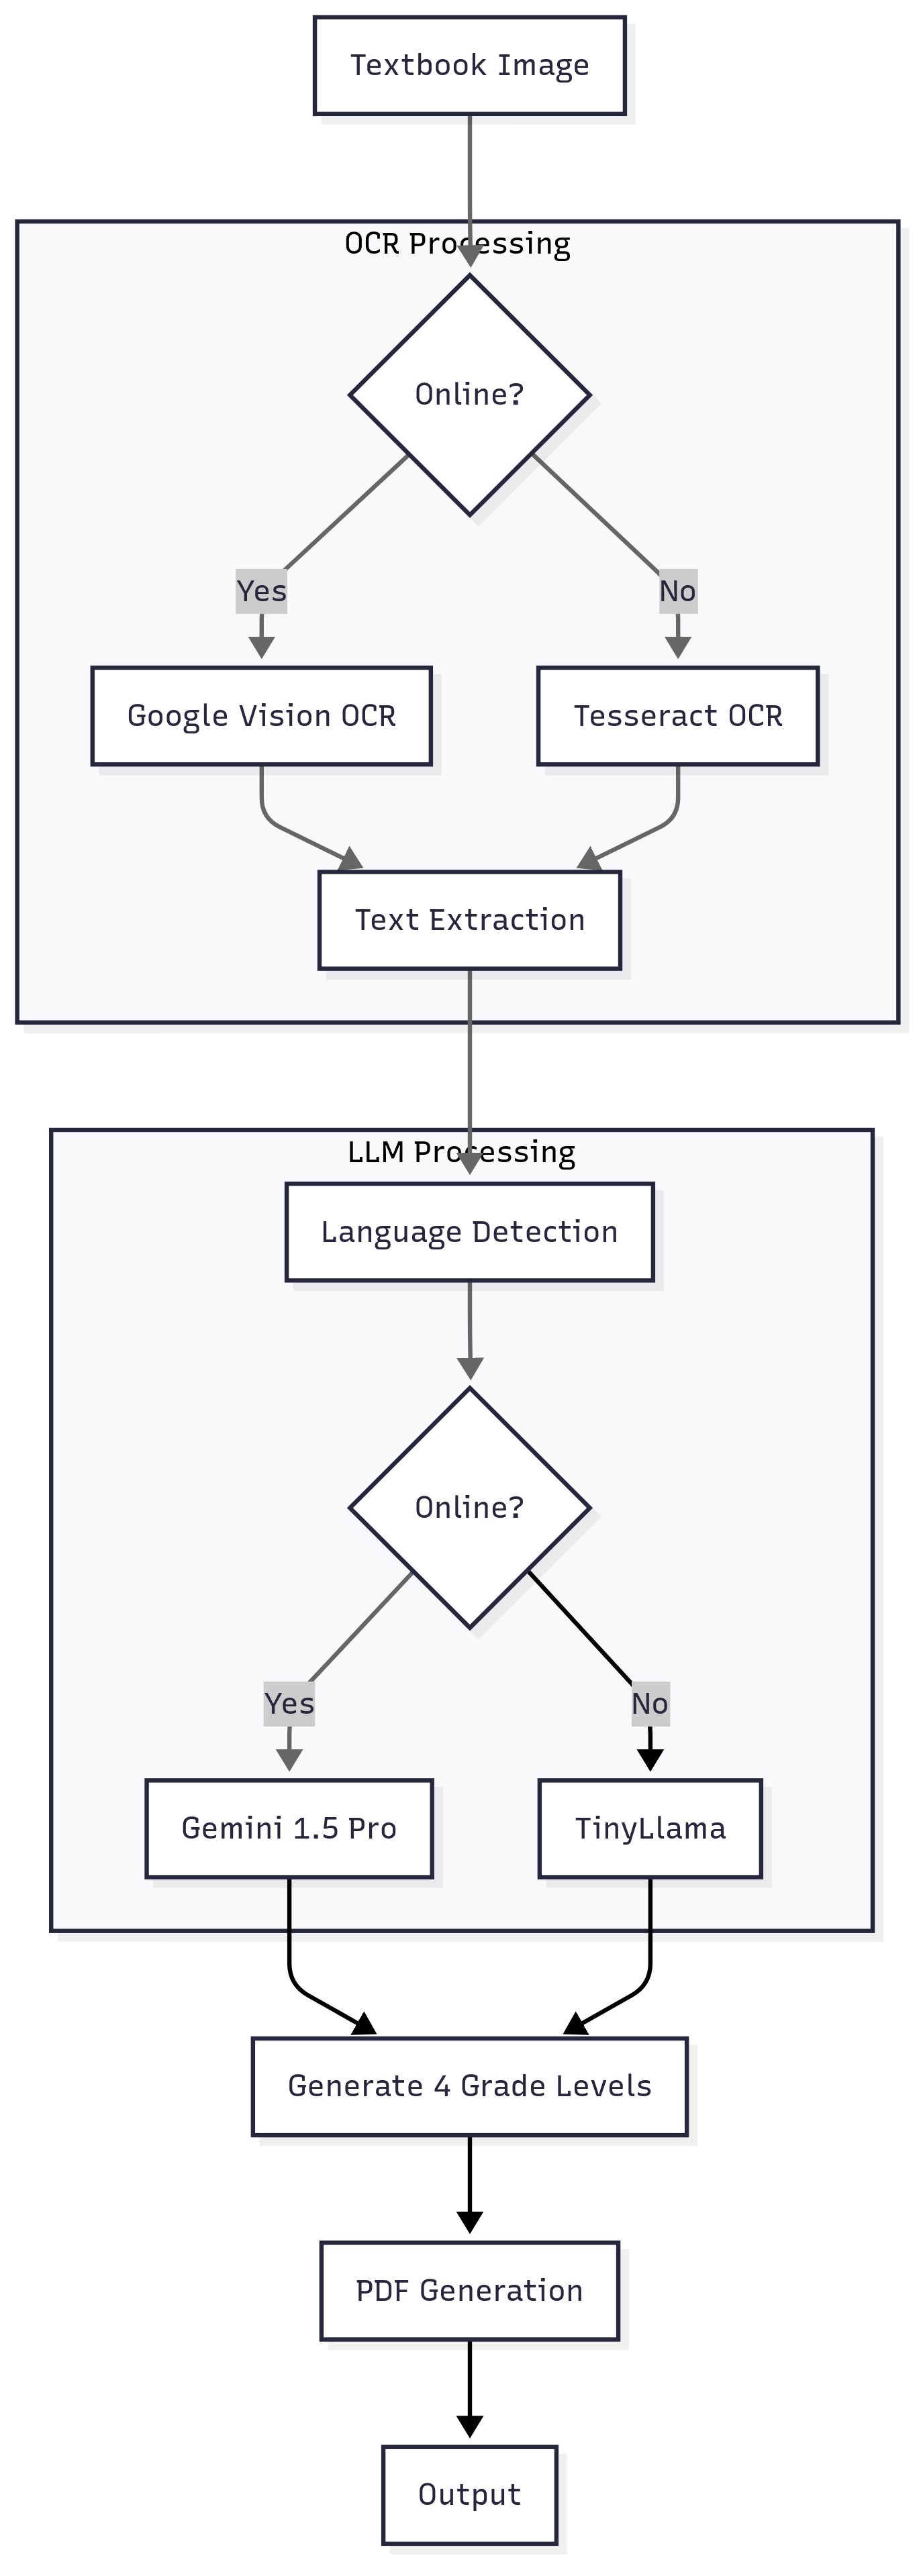 Textbook Image
OCR Processing
Online?
Yes
No
Google Vision OCR
Tesseract OCR
Text Extraction
LLM Processing
Language Detection
Online?
Yes
No
Gemini 1.5 Pro
TinyLlama
Generate 4 Grade Levels
PDF Generation
Output